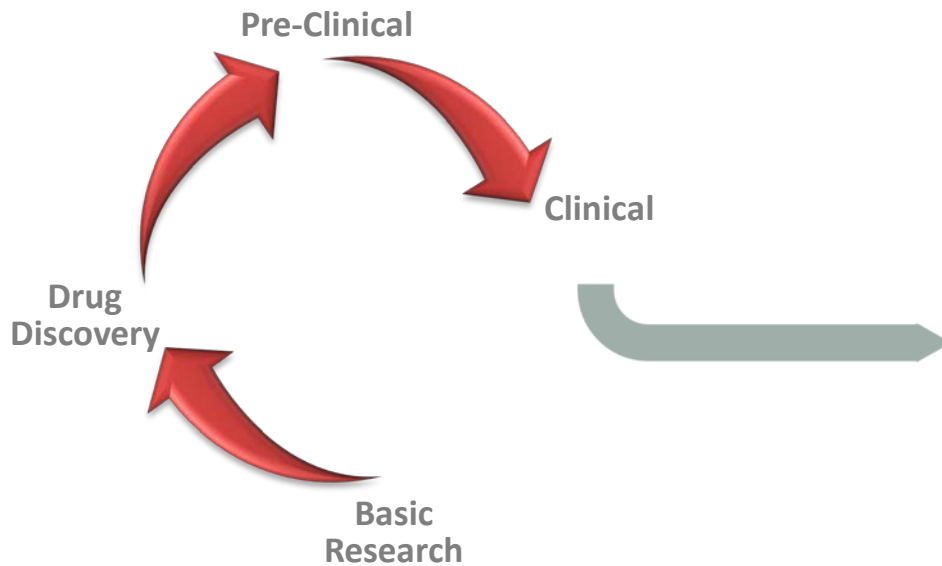 Pre-Clinical
Clinical
Drug
Discovery
Basic
Research